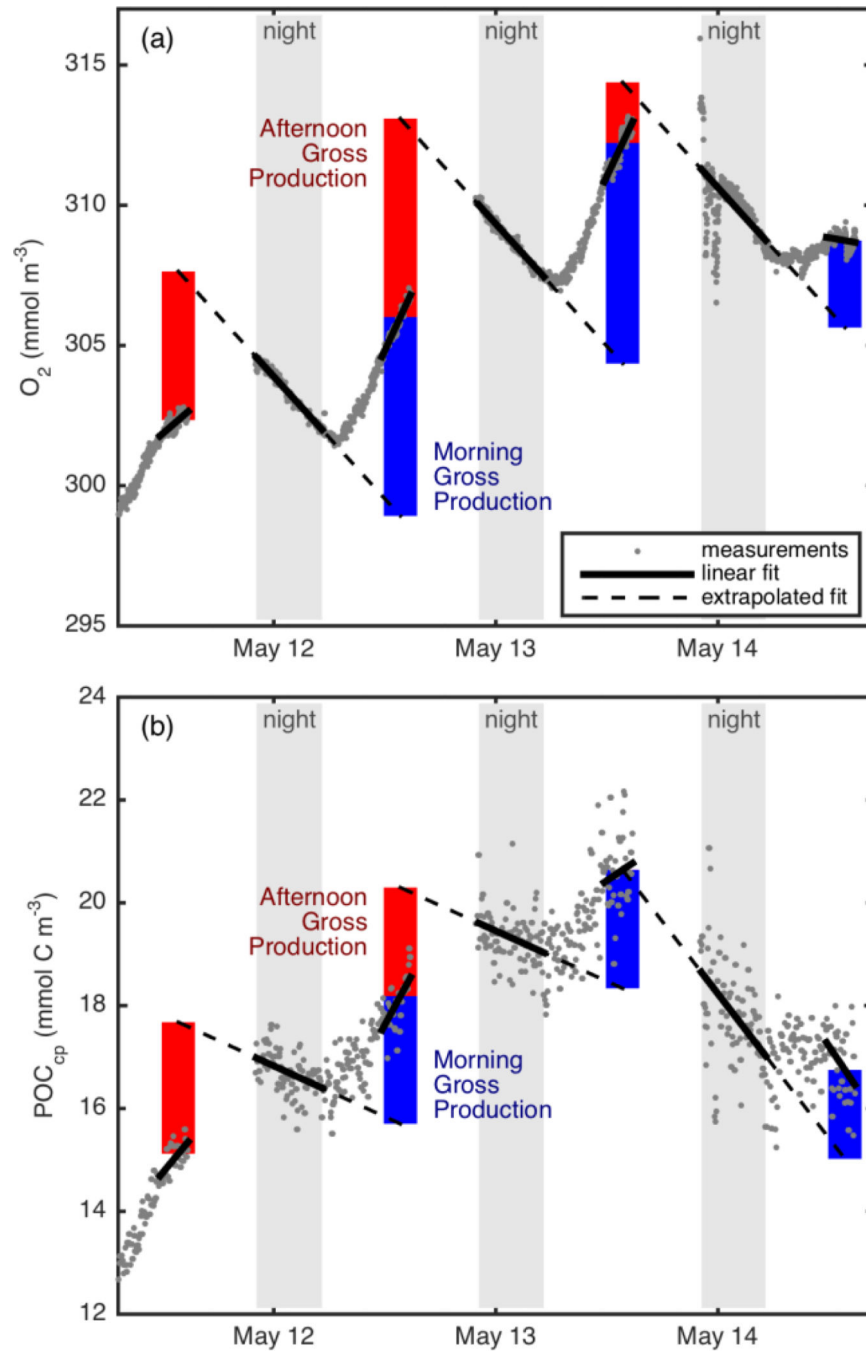 (a)
night
night
night
315
310
305
300
295
O₂ (mmol m⁻³)
Afternoon
Gross
Production
Morning
Gross
Production
measurements
linear fit
extrapolated fit
May 12
May 13
May 14
(b)
night
night
night
24
22
20
18
16
14
12
POC_cp (mmol C m⁻³)
Afternoon
Gross
Production
Morning
Gross
Production
May 12
May 13
May 14